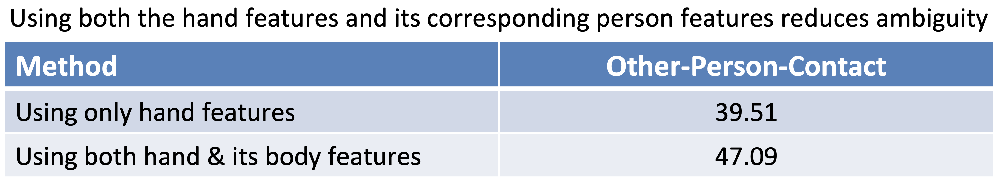 Using both the hand features and its corresponding person features reduces ambiguity
Method Other-Person-Contact
Using only hand features 39.51
Using both hand & its body features 47.09